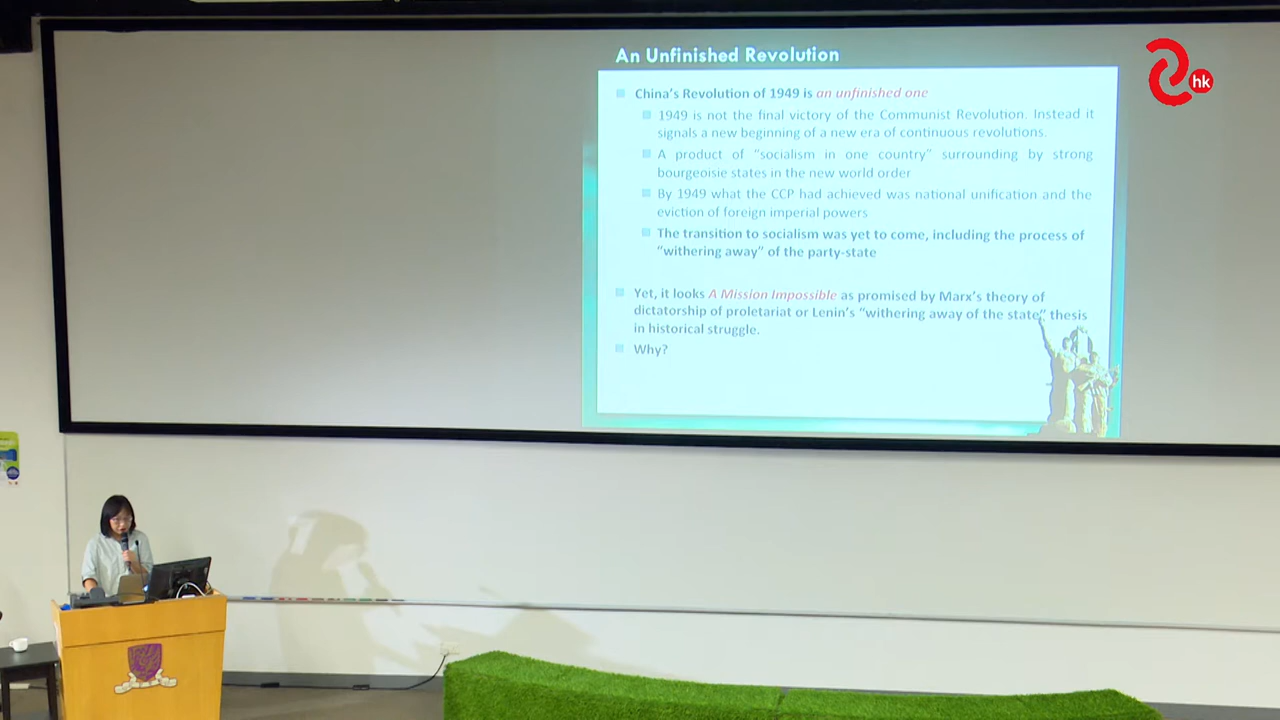 An Unfinished Revolution
hk
China's Revolution of 1949 is an unfinished one
1949 is not the final victory of the Communist Revolution. Instead it
signals a new beginning of a new era of continuous revolutions.
A product of "socialism in one country" surrounding by strong
bourgeoisie states in the new world order
By 1949 what the CCP had achieved was national unification and the
eviction of foreign imperial powers
The transition to socialism was yet to come, including the process of
"withering away" of the party-state
Yet, it looks A Mission Impossible as promised by Marx's theory of
dictatorship of proletariat or Lenin's "withering away of the state" thesis
in historical struggle.
Why?